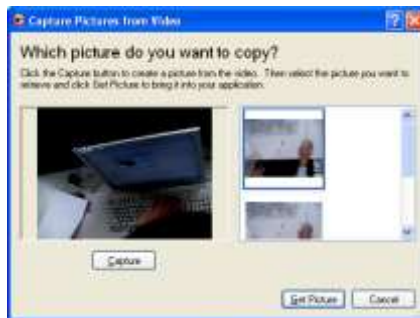 Capture Pictures from Video
Which picture do you want to copy?
Click the Capture button to create a picture from the video. Then select the picture you want to
retrieve and click Get Picture to bring it into your application.
Capture
Get Picture
Cancel